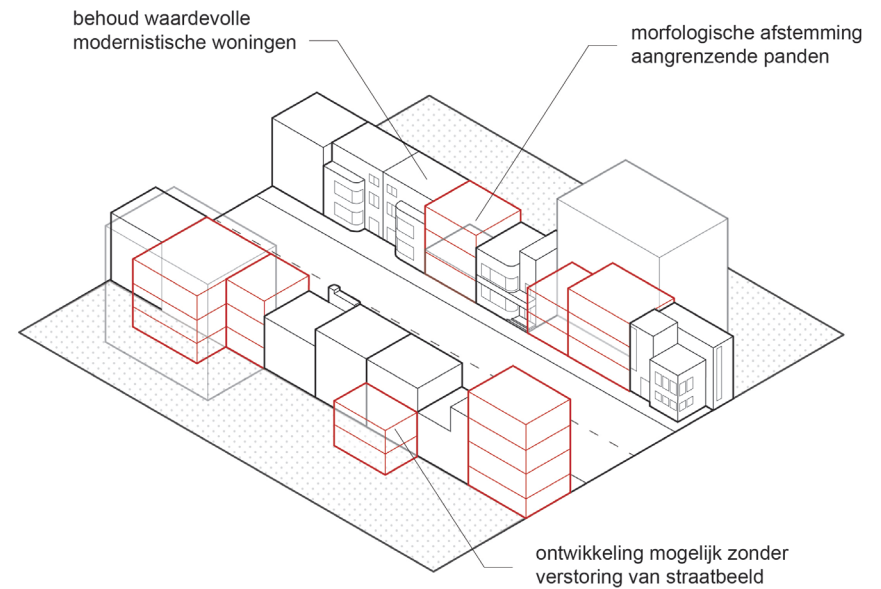 behoud waardevolle
modernistische woningen
morfologische afstemming
aangrenzende panden
ontwikkeling mogelijk zonder
verstoring van straatbeeld